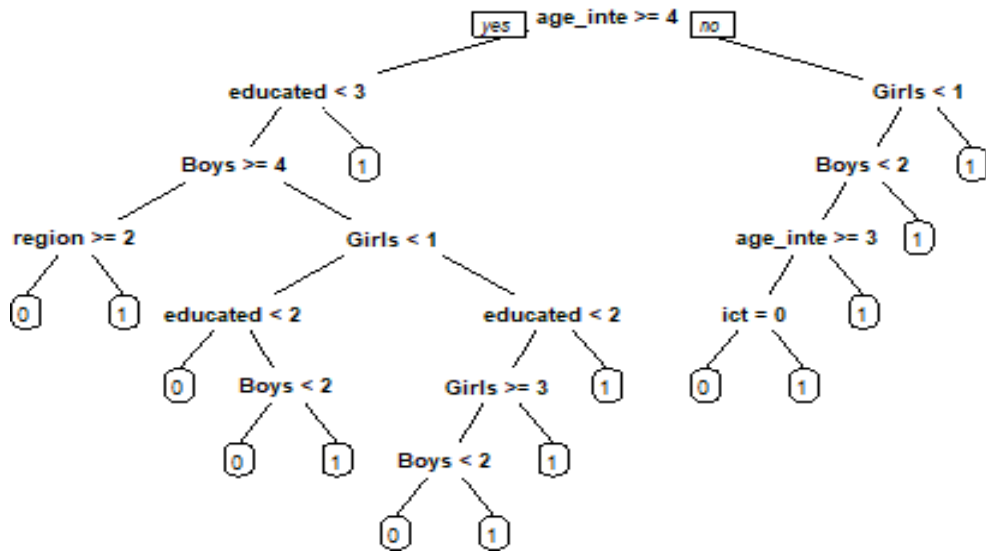 yes age_inte >= 4 no
educated < 3 Girls < 1
Boys >= 4 1 Boys < 2 1
region >= 2 Girls < 1 age_inte >= 3 1
0 1 educated < 2 educated < 2 ict = 0 1
0 Boys < 2 Girls >= 3 1 0 1
0 1 Boys < 2 1
0 1